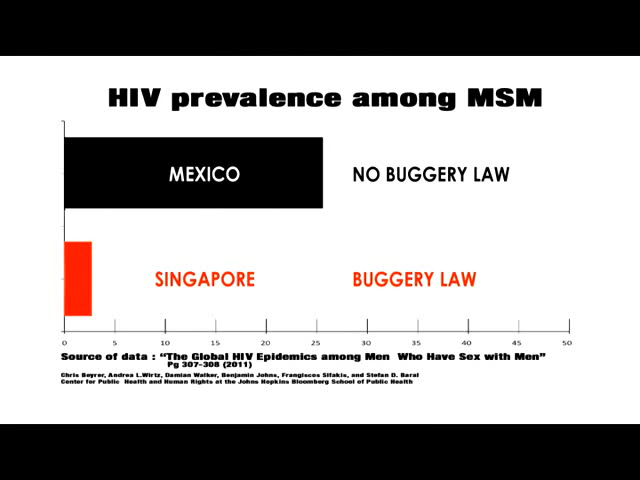 HIV prevalence among MSM
MEXICO NO BUGGERY LAW
SINGAPORE BUGGERY LAW
0 5 10 15 20 25 30 35 40 45 50
Source of data : “The Global HIV Epidemics among Men Who Have Sex with Men”
Pg 307-308 (2011)
Chris Beyrer, Andrea L.Wirtz, Damian Walker, Benjamin Johns, Frangiscos Sifakis, and Stefan D. Baral
Center for Public Health and Human Rights at the Johns Hopkins Bloomberg School of Public Health